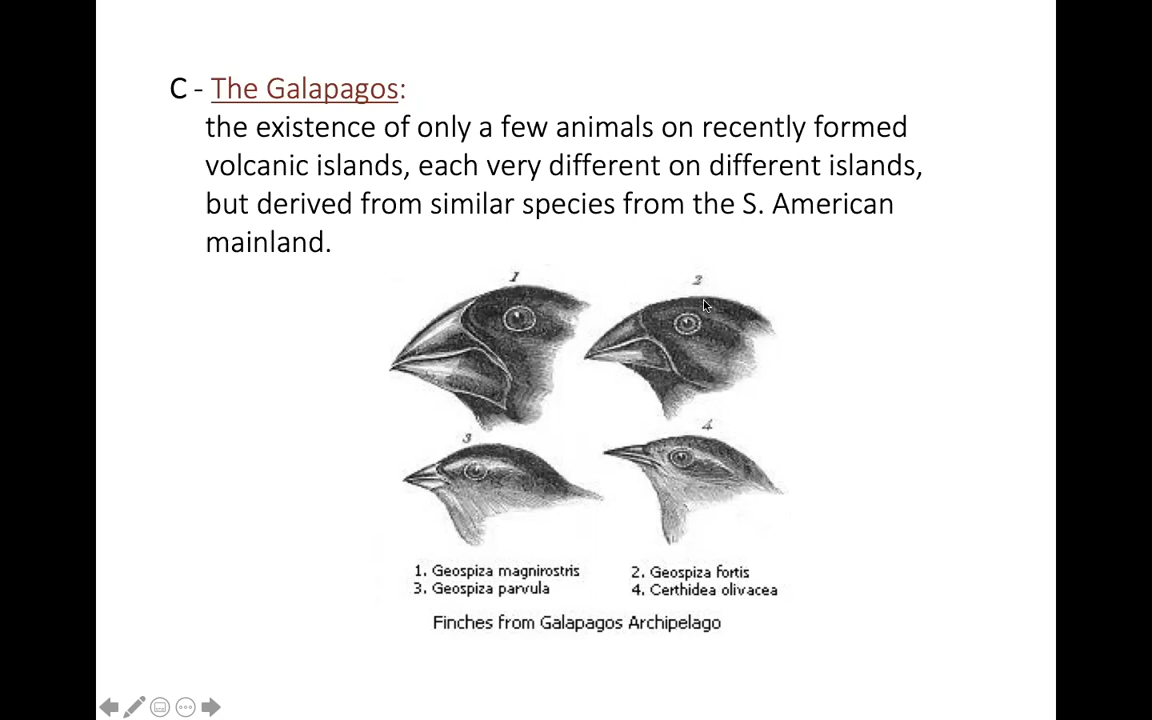 C - The Galapagos:
the existence of only a few animals on recently formed
volcanic islands, each very different on different islands,
but derived from similar species from the S. American
mainland.
1 2
3 4
1. Geospiza magnirostris 2. Geospiza fortis
3. Geospiza parvula 4. Certhidea olivacea
Finches from Galapagos Archipelago